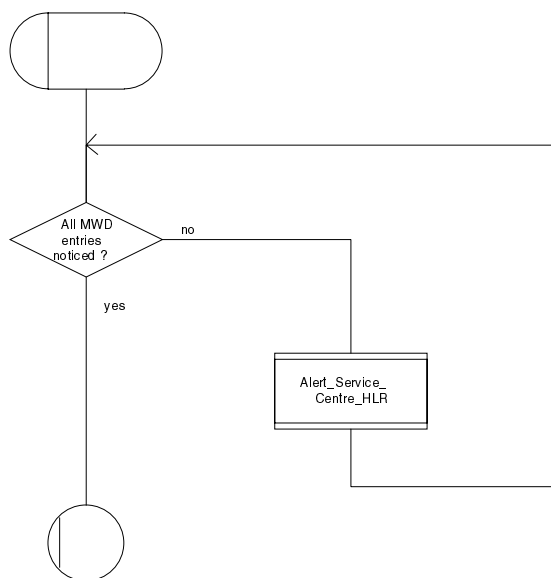 All MWD
entries
noticed ?
no
yes
Alert_Service_
Centre_HLR